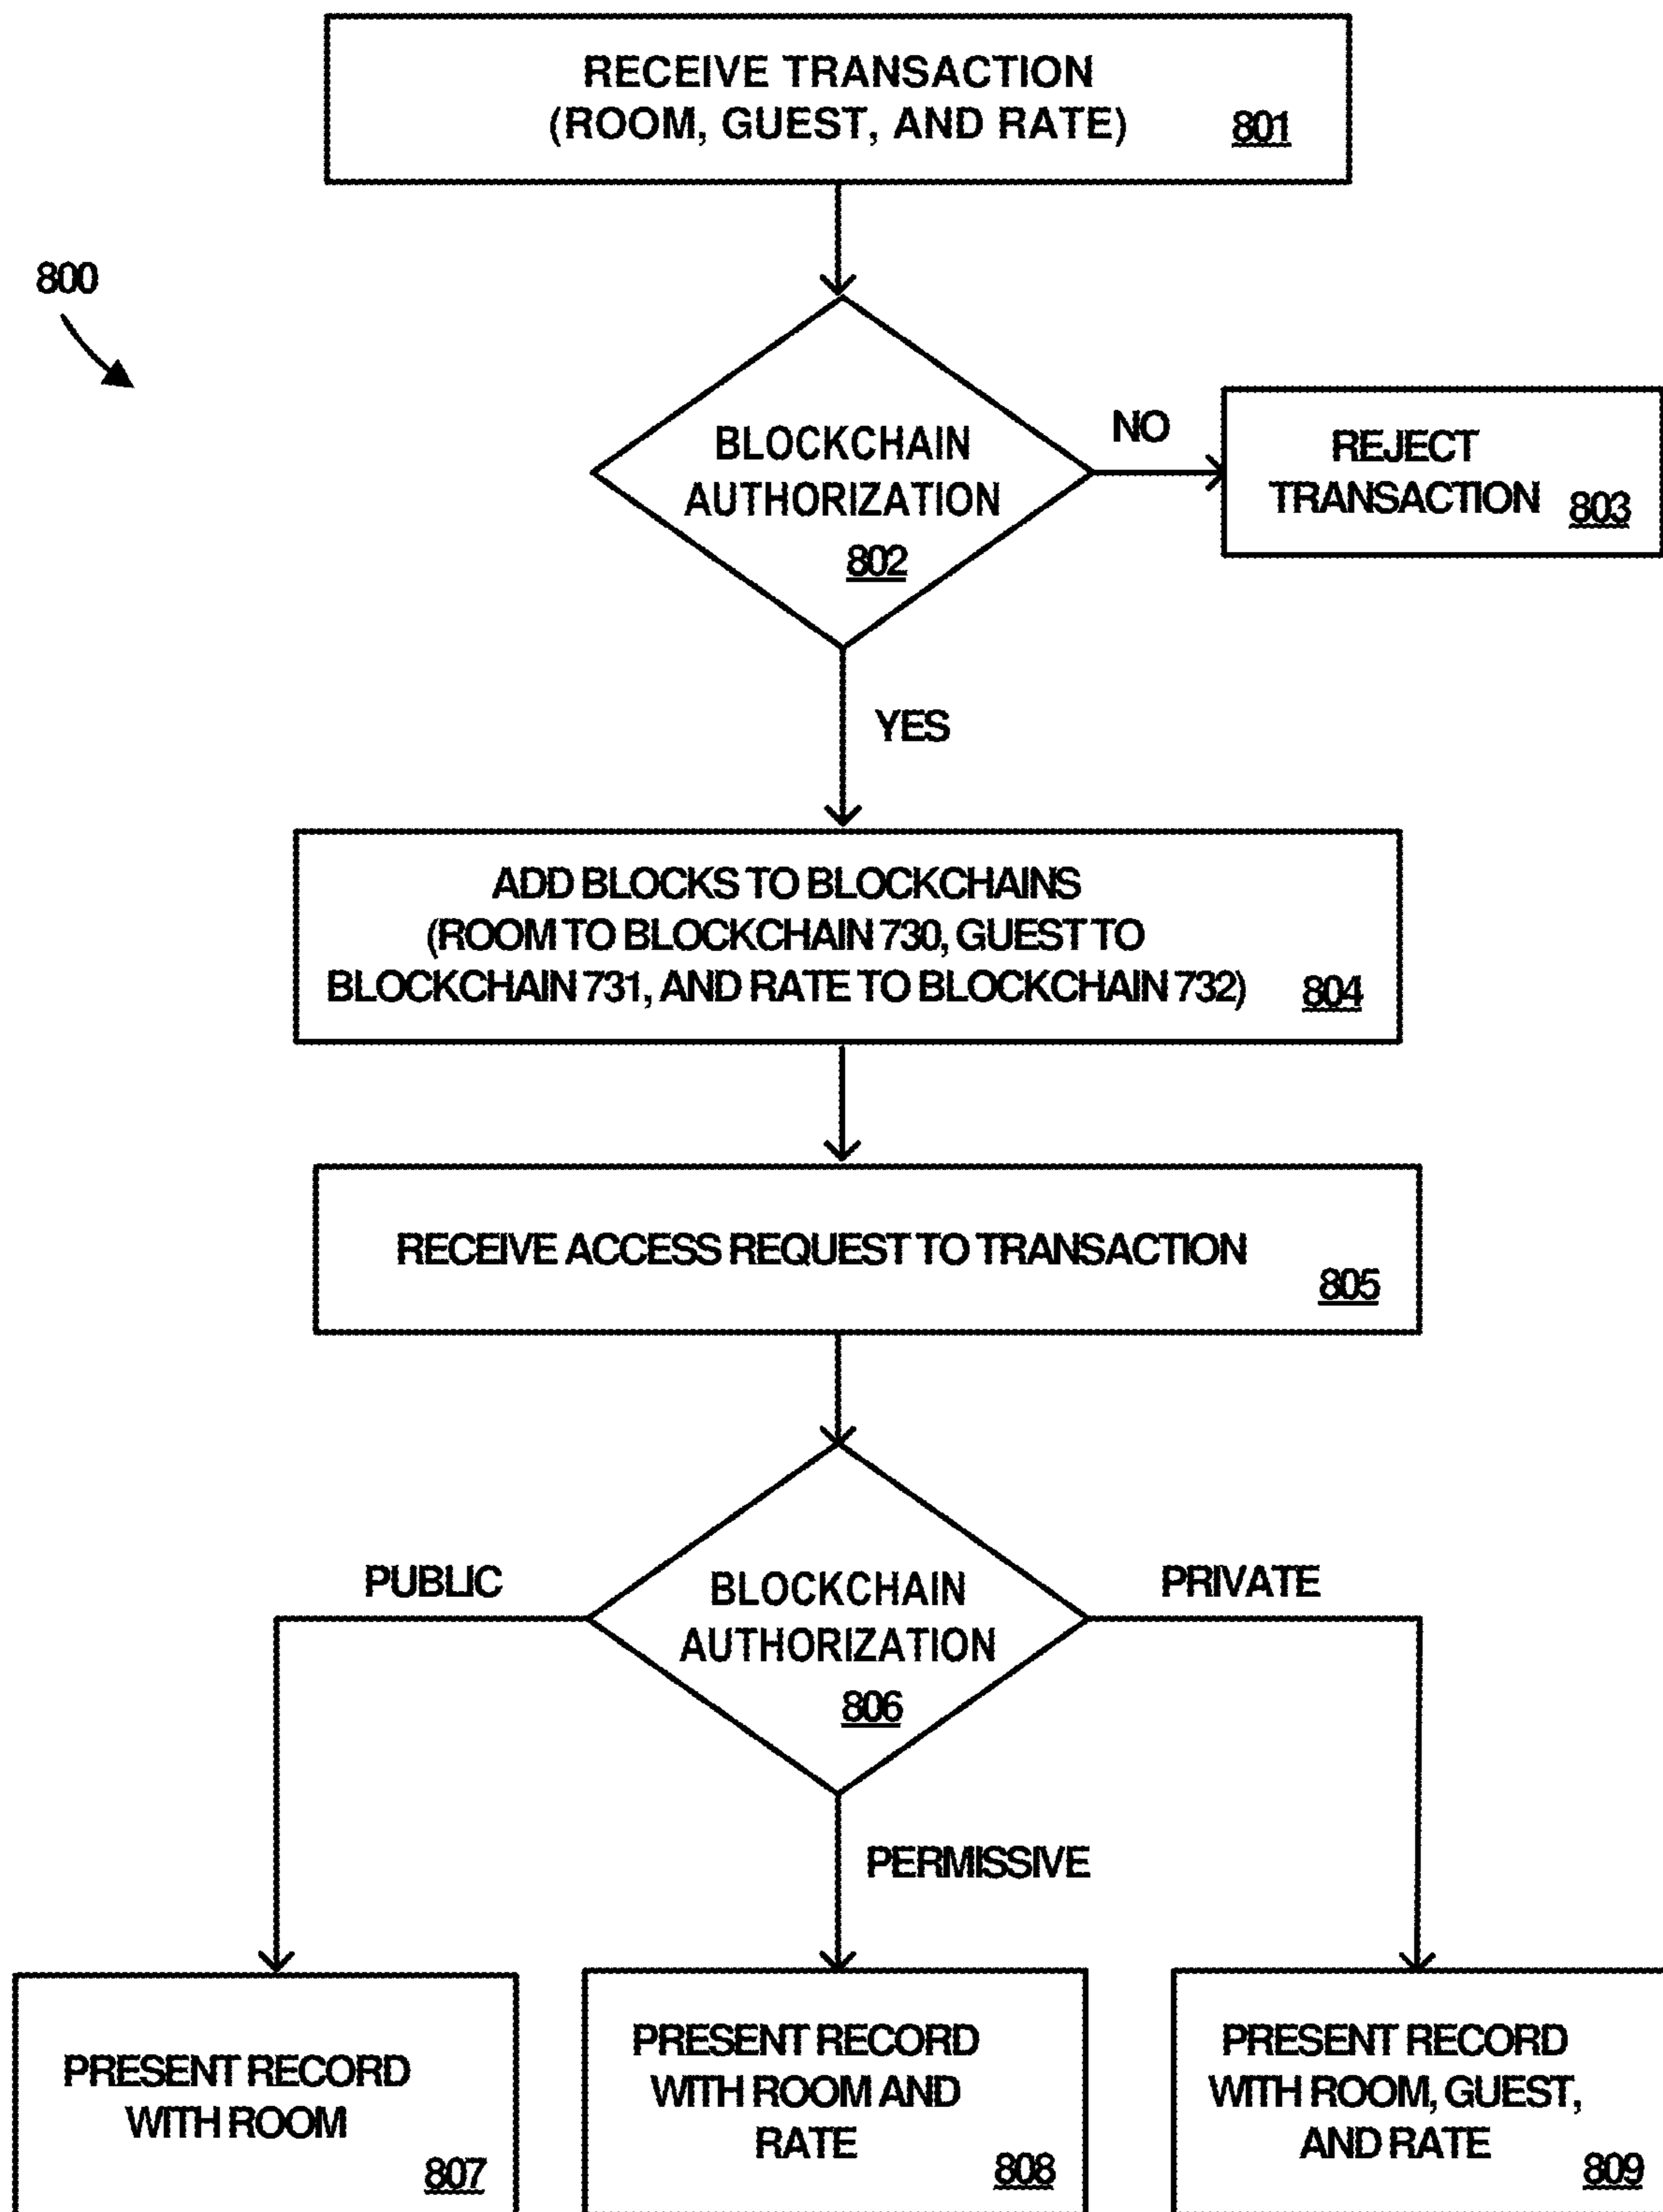 RECEIVE TRANSACTION
(ROOM, GUEST, AND RATE) 801
800
BLOCKCHAIN
AUTHORIZATION
802
NO
REJECT
TRANSACTION 803
YES
ADD BLOCKS TO BLOCKCHAINS
(ROOM TO BLOCKCHAIN 730, GUEST TO
BLOCKCHAIN 731, AND RATE TO BLOCKCHAIN 732) 804
RECEIVE ACCESS REQUEST TO TRANSACTION
805
PUBLIC
BLOCKCHAIN
AUTHORIZATION
806
PRIVATE
PERMISSIVE
PRESENT RECORD
WITH ROOM
807
PRESENT RECORD
WITH ROOM AND
RATE 808
PRESENT RECORD
WITH ROOM, GUEST,
AND RATE 809